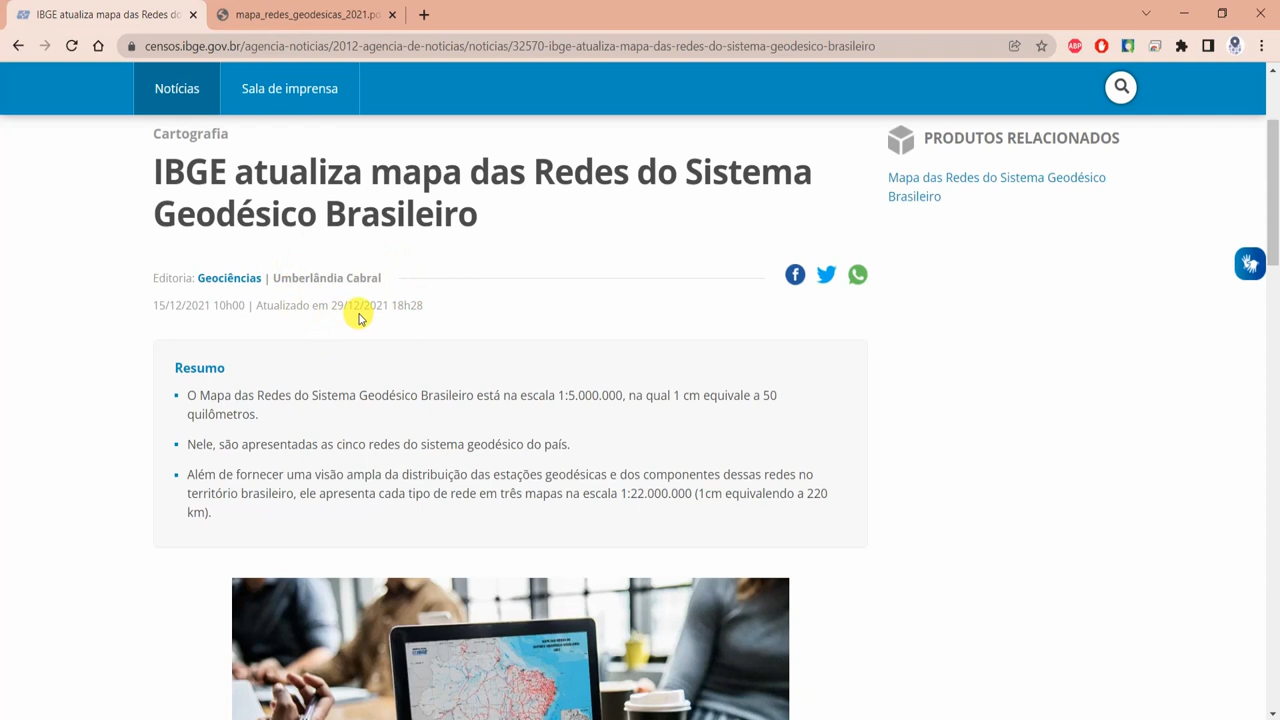 IBGE atualiza mapa das Redes do
mapa_redes_geodesicas_2021.po
censos.ibge.gov.br/agencia-noticias/2012-agencia-de-noticias/noticias/32570-ibge-atualiza-mapa-das-redes-do-sistema-geodesico-brasileiro
ABP
Notícias
Sala de imprensa
Cartografia
IBGE atualiza mapa das Redes do Sistema
Geodésico Brasileiro
Editoria: Geociências | Umberlândia Cabral
15/12/2021 10h00 | Atualizado em 29/12/2021 18h28
Resumo
▪ O Mapa das Redes do Sistema Geodésico Brasileiro está na escala 1:5.000.000, na qual 1 cm equivale a 50
quilômetros.
▪ Nele, são apresentadas as cinco redes do sistema geodésico do país.
▪ Além de fornecer uma visão ampla da distribuição das estações geodésicas e dos componentes dessas redes no
território brasileiro, ele apresenta cada tipo de rede em três mapas na escala 1:22.000.000 (1cm equivalendo a 220
km).
PRODUTOS RELACIONADOS
Mapa das Redes do Sistema Geodésico
Brasileiro